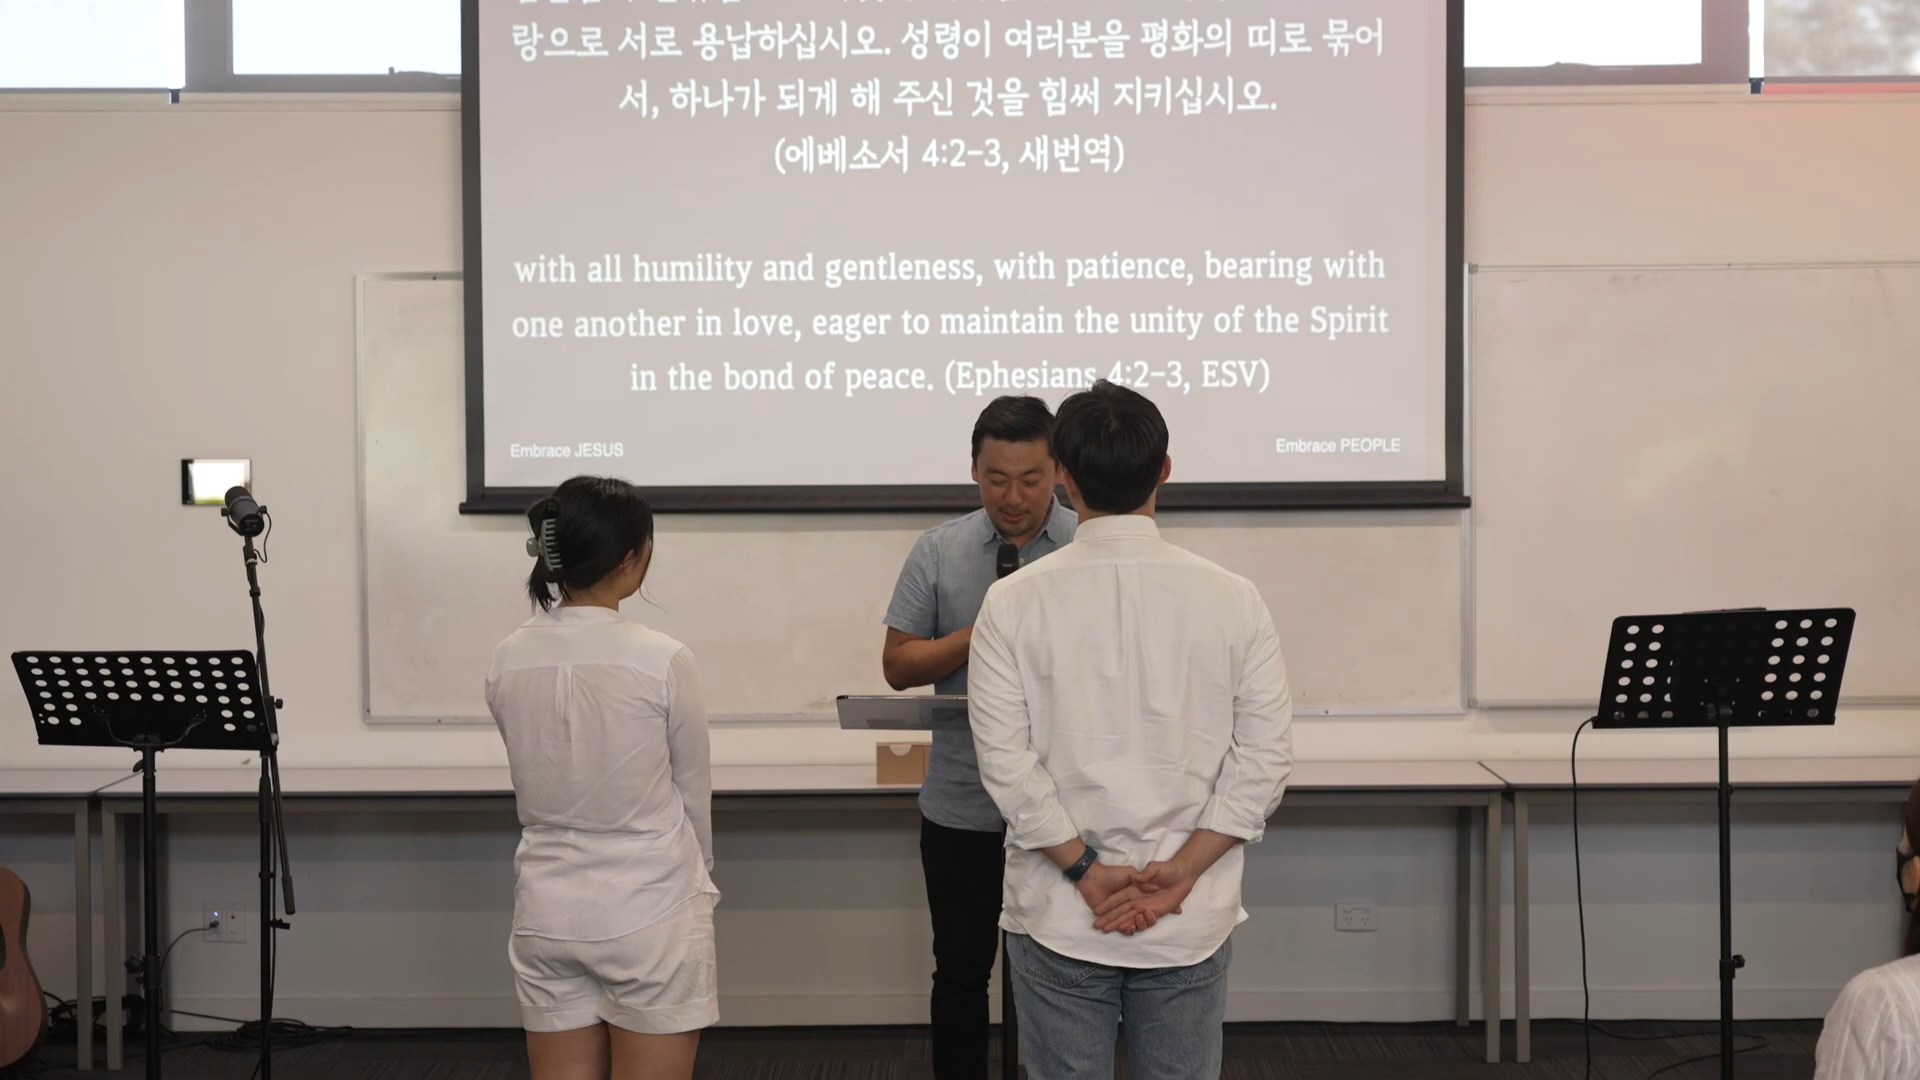 랑으로 서로 용납하십시오. 성령이 여러분을 평화의 띠로 묶어
서, 하나가 되게 해 주신 것을 힘써 지키십시오.
(에베소서 4:2-3, 새번역)
with all humility and gentleness, with patience, bearing with
one another in love, eager to maintain the unity of the Spirit
in the bond of peace. (Ephesians 4:2-3, ESV)
Embrace JESUS
Embrace PEOPLE